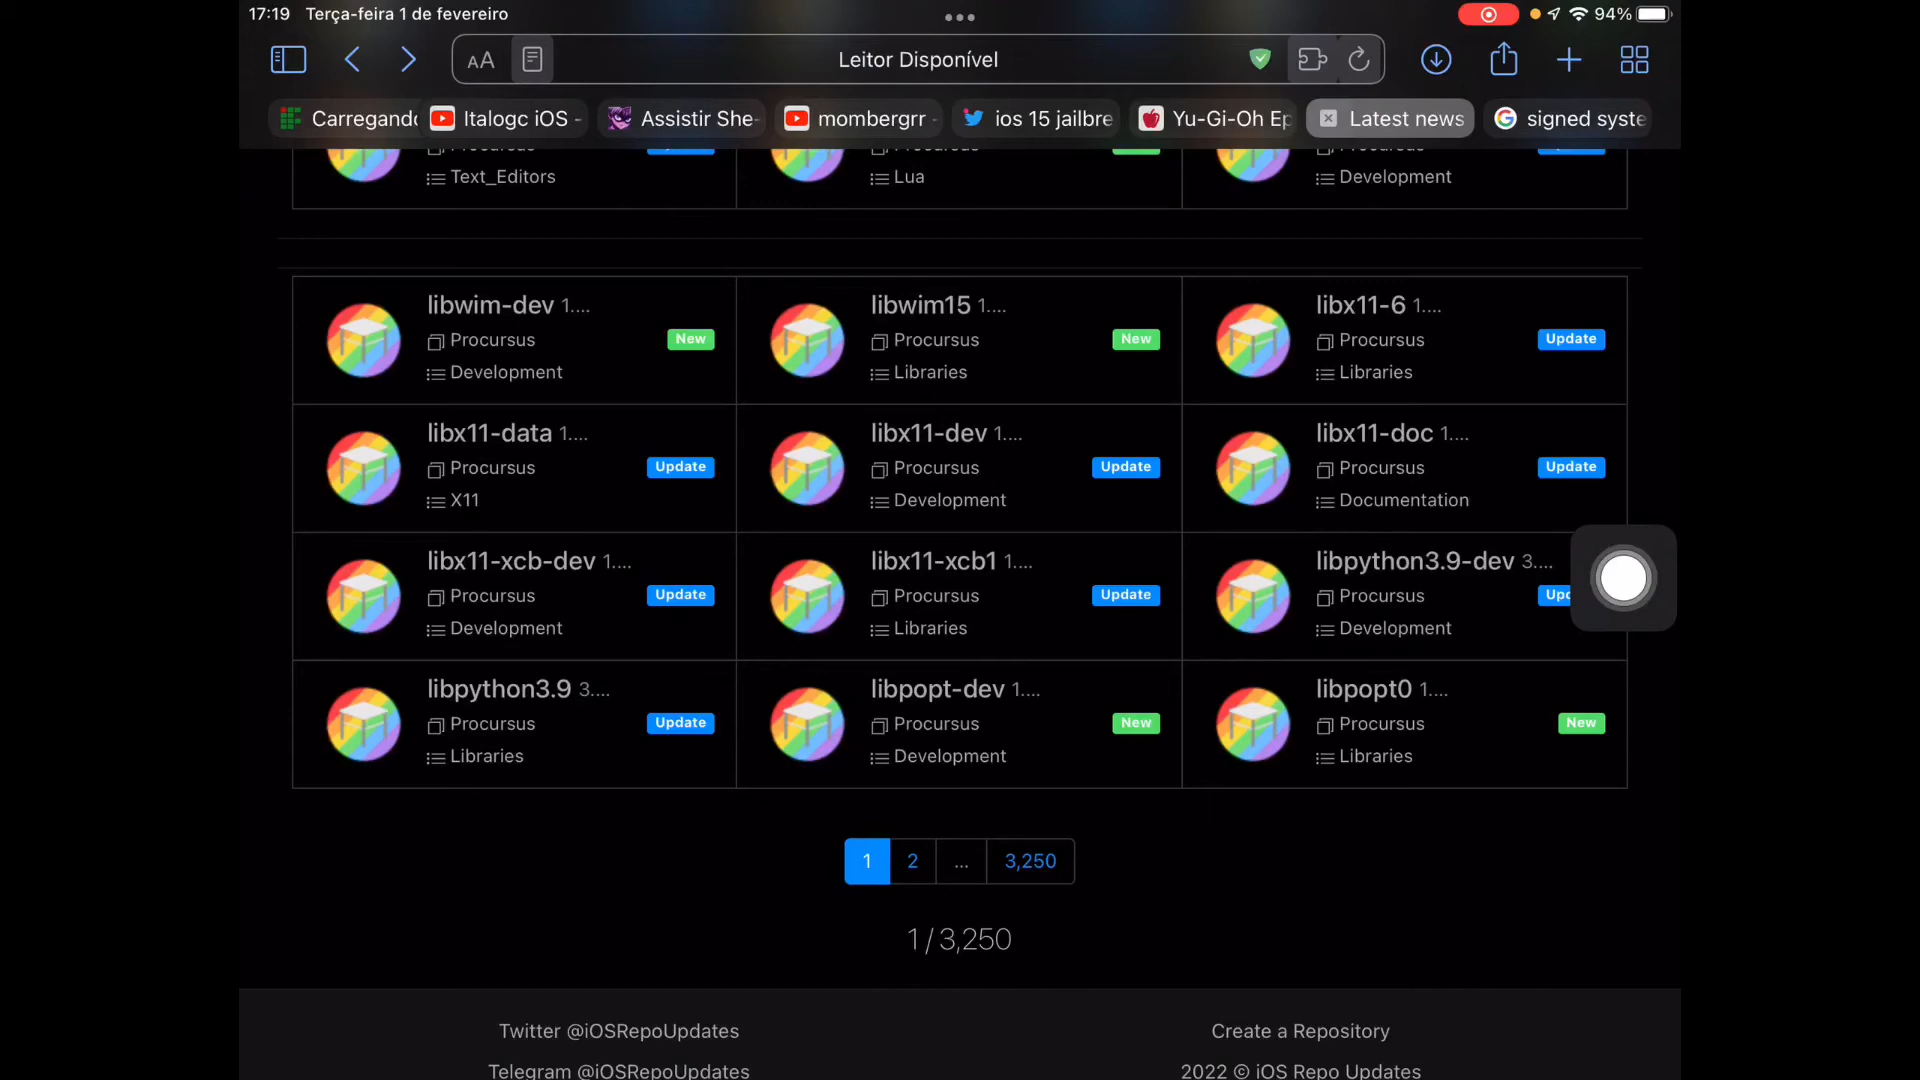 17:19 Terça-feira 1 de fevereiro
94%
AA Leitor Disponível
Carregando
Italogc iOS -
Assistir She-
mombergrr -
ios 15 jailbre
Yu-Gi-Oh Ep
Latest news
signed syste
Text_Editors
Lua
Development
libwim-dev 1....
Procursus
New
Development
libwim15 1....
Procursus
New
Libraries
libx11-6 1....
Procursus
Update
Libraries
libx11-data 1....
Procursus
Update
X11
libx11-dev 1....
Procursus
Update
Development
libx11-doc 1....
Procursus
Update
Documentation
libx11-xcb-dev 1....
Procursus
Update
Development
libx11-xcb1 1....
Procursus
Update
Libraries
libpython3.9-dev 3....
Procursus
Development
libpython3.9 3....
Procursus
Update
Libraries
libpopt-dev 1....
Procursus
New
Development
libpopt0 1....
Procursus
New
Libraries
1 2 ... 3,250
1 / 3,250
Twitter @iOSRepoUpdates
Create a Repository
Telegram @iOSRepoUpdates
2022 © iOS Repo Updates